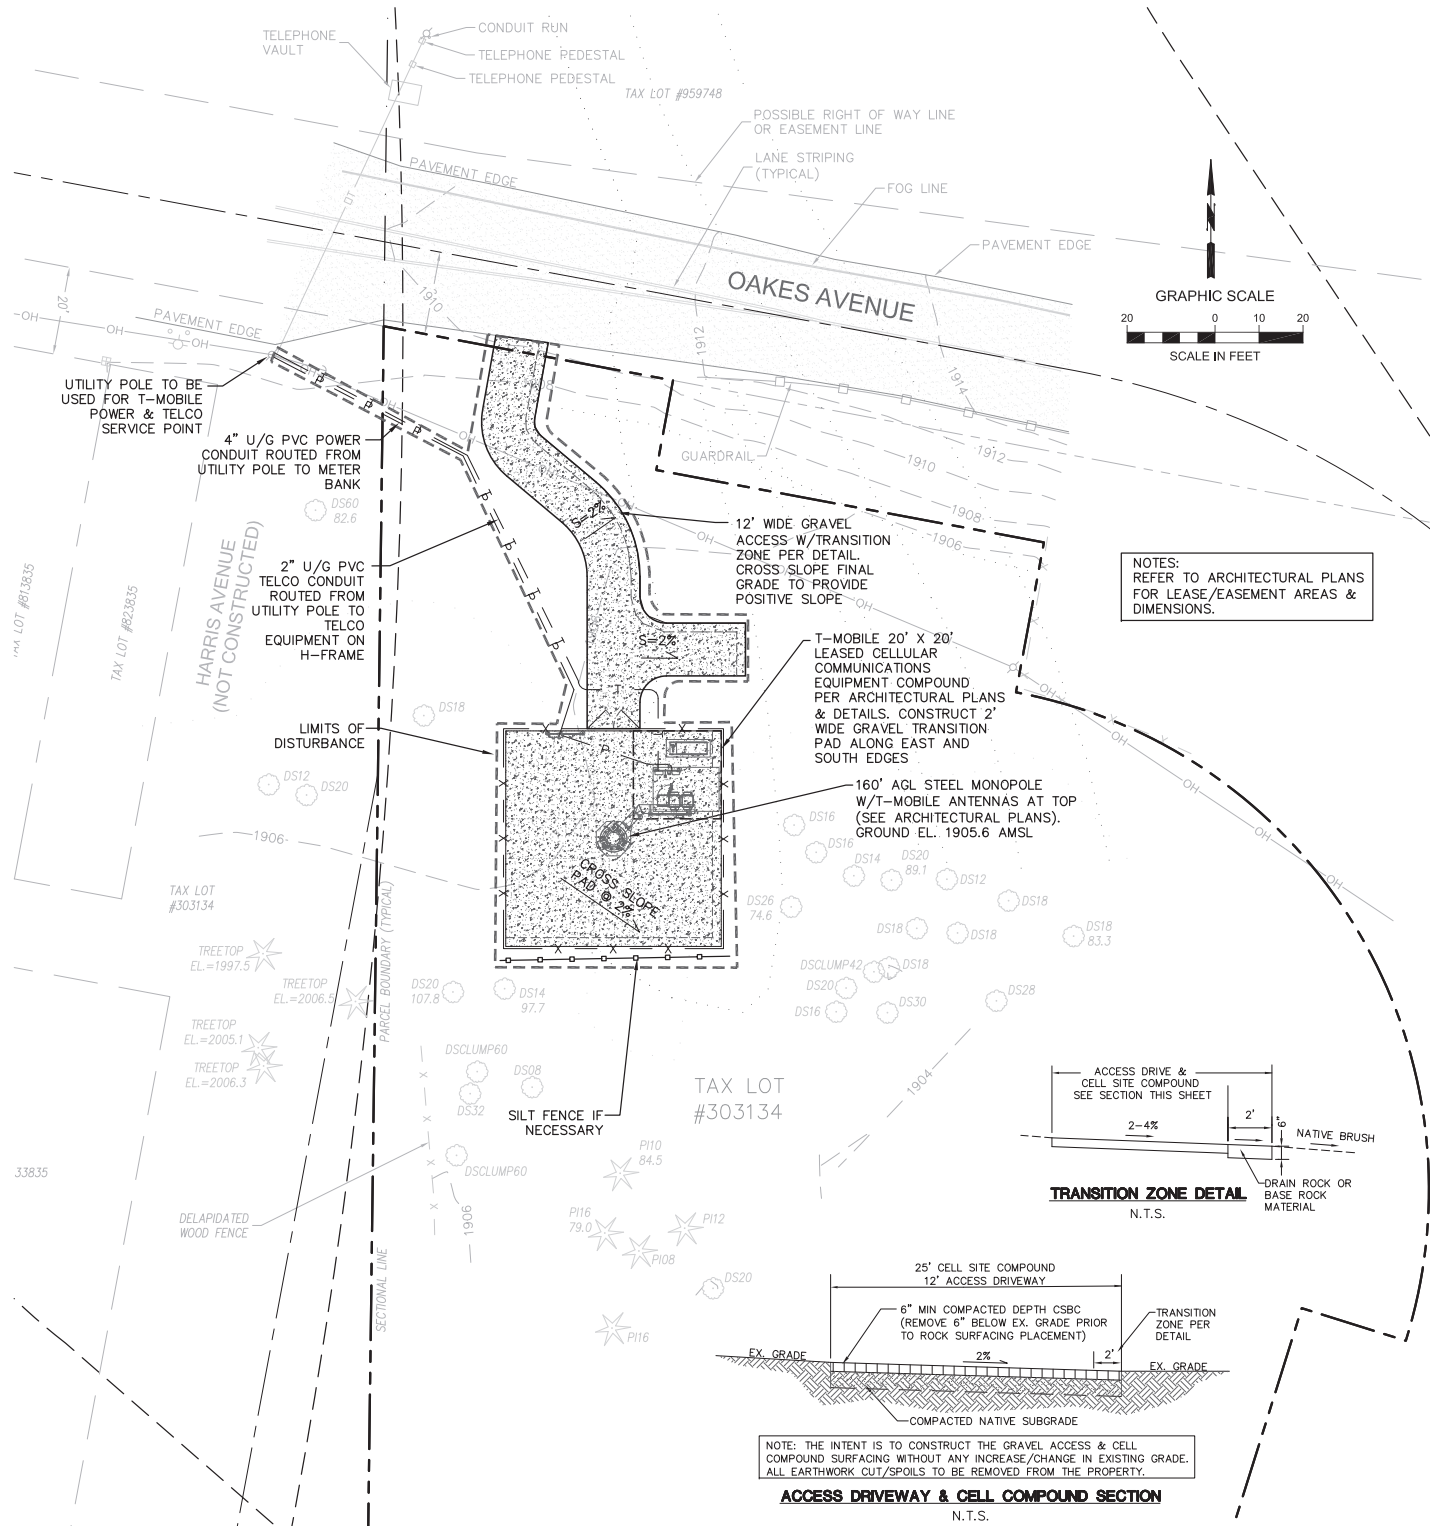 CONDUIT RUN
TELEPHONE
VAULT
TELEPHONE PEDESTAL
TELEPHONE PEDESTAL
TAX LOT #959748
POSSIBLE RIGHT OF WAY LINE
OR EASEMENT LINE
LANE STRIPING
(TYPICAL)
FOG LINE
PAVEMENT EDGE
PAVEMENT EDGE
OAKES AVENUE
GRAPHIC SCALE
20 10 0 10 20
SCALE IN FEET
N
20'
OH
PAVEMENT EDGE
OH
1910
1912
1914
UTILITY POLE TO BE
USED FOR T-MOBILE
POWER & TELCO
SERVICE POINT
4" U/G PVC POWER
CONDUIT ROUTED FROM
UTILITY POLE TO METER
BANK
GUARDRAIL
1910
1912
1908
1906
DS60
82.6
HARRIS AVENUE
(NOT CONSTRUCTED)
TAX LOT #813835
TAX LOT #823835
2" U/G PVC
TELCO CONDUIT
ROUTED FROM
UTILITY POLE TO
TELCO
EQUIPMENT ON
H-FRAME
S=2%
12' WIDE GRAVEL
ACCESS W/TRANSITION
ZONE PER DETAIL.
CROSS SLOPE FINAL
GRADE TO PROVIDE
POSITIVE SLOPE
NOTES:
REFER TO ARCHITECTURAL PLANS
FOR LEASE/EASEMENT AREAS &
DIMENSIONS.
S=2%
T-MOBILE 20' X 20'
LEASED CELLULAR
COMMUNICATIONS
EQUIPMENT COMPOUND
PER ARCHITECTURAL PLANS
& DETAILS. CONSTRUCT 2'
WIDE GRAVEL TRANSITION
PAD ALONG EAST AND
SOUTH EDGES
DS18
LIMITS OF
DISTURBANCE
DS12
DS20
160' AGL STEEL MONOPOLE
W/T-MOBILE ANTENNAS AT TOP
(SEE ARCHITECTURAL PLANS).
GROUND EL. 1905.6 AMSL
1906
DS16
DS16
DS14
DS20
89.1
DS12
CROSS SLOPE
PAD @ 2%
TAX LOT
#303134
DS26
74.6
DS18
DS18
DS18
DS18
83.3
PARCEL BOUNDARY (TYPICAL)
TREETOP
EL.=1997.5
TREETOP
EL.=2006.5
DS20
107.8
DS14
97.7
DSCLUMP42
DS18
DS20
DS16
DS30
DS28
TREETOP
EL.=2005.1
TREETOP
EL.=2006.3
DSCLUMP60
DS08
DS32
TAX LOT
#303134
1904
SILT FENCE IF
NECESSARY
ACCESS DRIVE &
CELL SITE COMPOUND
SEE SECTION THIS SHEET
2-4%
2'
6"
NATIVE BRUSH
DRAIN ROCK OR
BASE ROCK
MATERIAL
TRANSITION ZONE DETAIL
N.T.S.
33835
DSCLUMP60
PI10
84.5
DELAPIDATED
WOOD FENCE
1906
PI16
79.0
PI12
PI08
DS20
PI16
SECTIONAL LINE
25' CELL SITE COMPOUND
12' ACCESS DRIVEWAY
6" MIN COMPACTED DEPTH CSBC
(REMOVE 6" BELOW EX. GRADE PRIOR
TO ROCK SURFACING PLACEMENT)
TRANSITION
ZONE PER
DETAIL
EX. GRADE
2%
2'
EX. GRADE
COMPACTED NATIVE SUBGRADE
NOTE: THE INTENT IS TO CONSTRUCT THE GRAVEL ACCESS & CELL
COMPOUND SURFACING WITHOUT ANY INCREASE/CHANGE IN EXISTING GRADE.
ALL EARTHWORK CUT/SPOILS TO BE REMOVED FROM THE PROPERTY.
ACCESS DRIVEWAY & CELL COMPOUND SECTION
N.T.S.